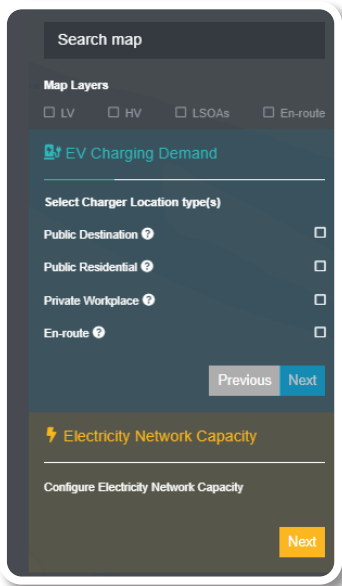 Search map
Map Layers
LV HV LSOAs En-route
EV Charging Demand
Select Charger Location type(s)
Public Destination ?
Public Residential ?
Private Workplace ?
En-route ?
Previous Next
Electricity Network Capacity
Configure Electricity Network Capacity
Next